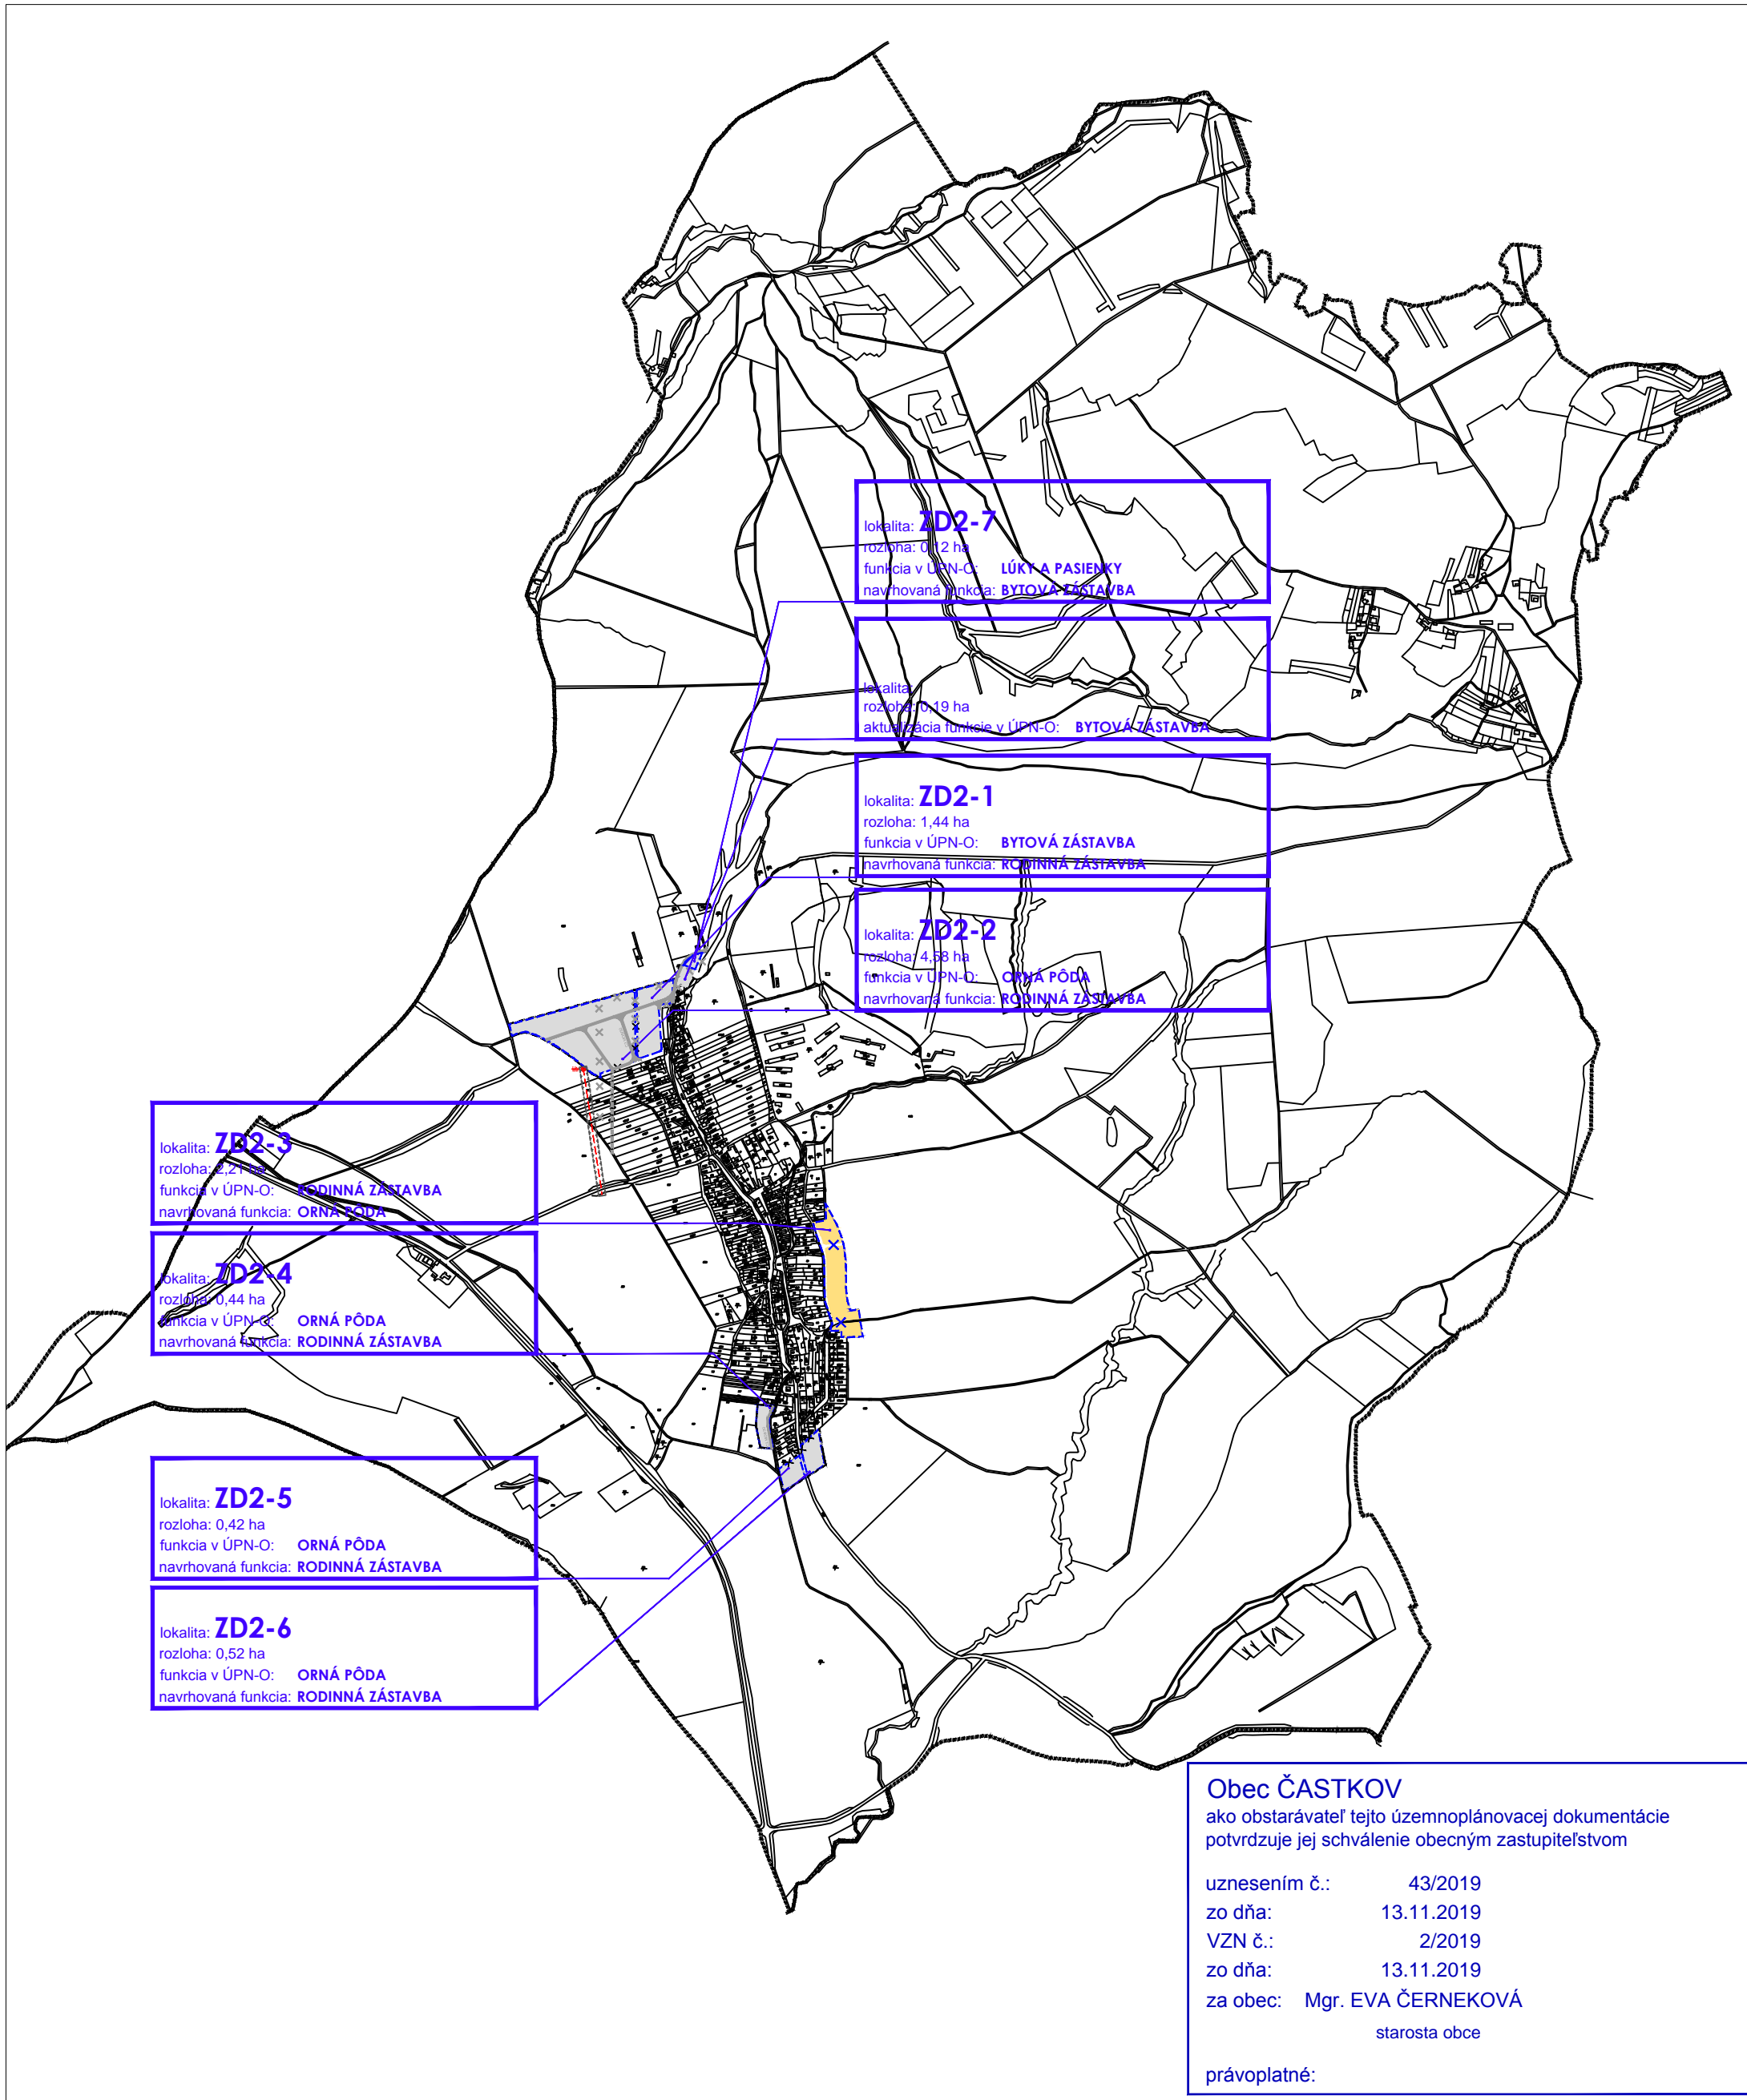 lokalita: ZD2-7
rozloha: 0,12 ha
funkcia v ÚPN-O: LÚKY A PASIENKY
navrhovaná funkcia: BYTOVÁ ZÁSTAVBA
lokalita:
rozloha: 0,19 ha
aktualizácia funkcie v ÚPN-O: BYTOVÁ ZÁSTAVBA
lokalita: ZD2-1
rozloha: 1,44 ha
funkcia v ÚPN-O: BYTOVÁ ZÁSTAVBA
navrhovaná funkcia: RODINNÁ ZÁSTAVBA
lokalita: ZD2-2
rozloha: 4,58 ha
funkcia v ÚPN-O: ORNÁ PÔDA
navrhovaná funkcia: RODINNÁ ZÁSTAVBA
lokalita: ZD2-3
rozloha: 2,21 ha
funkcia v ÚPN-O: RODINNÁ ZÁSTAVBA
navrhovaná funkcia: ORNÁ PÔDA
lokalita: ZD2-4
rozloha: 0,44 ha
funkcia v ÚPN-O: ORNÁ PÔDA
navrhovaná funkcia: RODINNÁ ZÁSTAVBA
lokalita: ZD2-5
rozloha: 0,42 ha
funkcia v ÚPN-O: ORNÁ PÔDA
navrhovaná funkcia: RODINNÁ ZÁSTAVBA
lokalita: ZD2-6
rozloha: 0,52 ha
funkcia v ÚPN-O: ORNÁ PÔDA
navrhovaná funkcia: RODINNÁ ZÁSTAVBA
Obec ČASTKOV
ako obstarávateľ tejto územnoplánovacej dokumentácie
potvrdzuje jej schválenie obecným zastupiteľstvom
uznesením č.: 43/2019
zo dňa: 13.11.2019
VZN č.: 2/2019
zo dňa: 13.11.2019
za obec: Mgr. EVA ČERNEKOVÁ
starosta obce
právoplatné: